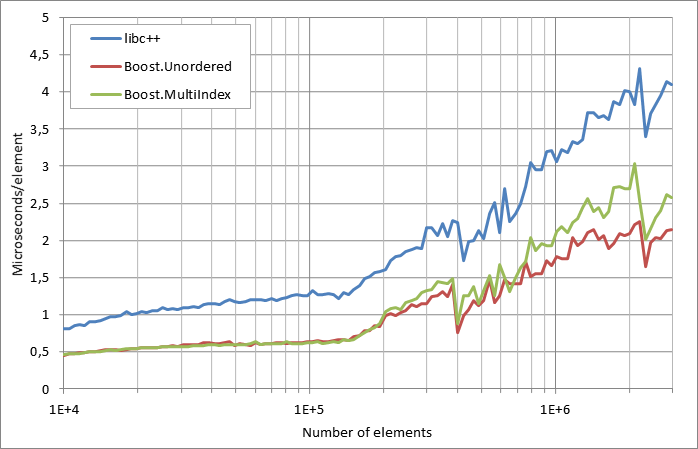 5
4,5
4
3,5
3
2,5
2
1,5
1
0,5
0
Microseconds/element
libc++
Boost.Unordered
Boost.MultiIndex
1E+4
1E+5
1E+6
Number of elements